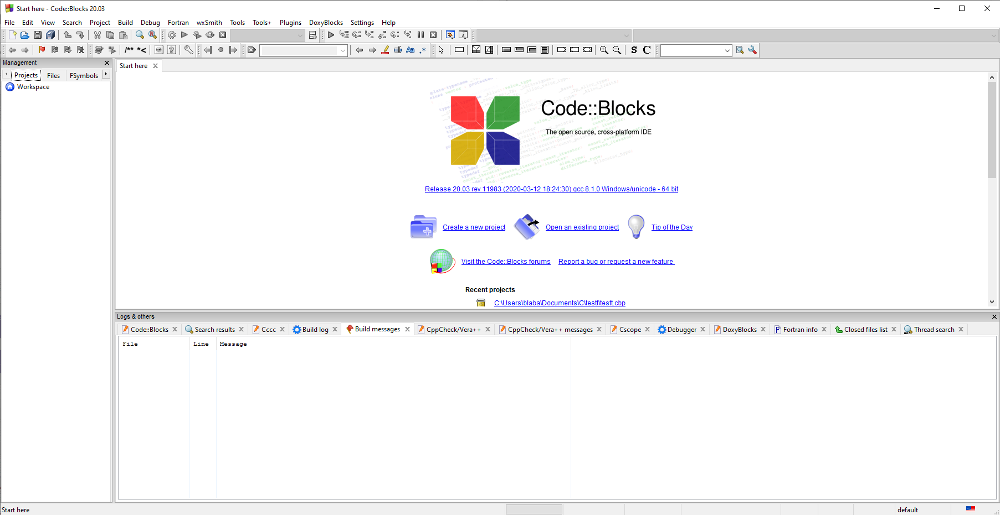 Start here - Code::Blocks 20.03
File Edit View Search Project Build Debug Fortran wxSmith Tools Tools+ Plugins DoxyBlocks Settings Help
/** *< Aa .* S C
Management
Projects Files FSymbols
Workspace
Start here
Code::Blocks
The open source, cross-platform IDE
Release 20.03 rev 11983 (2020-03-12 18:24:30) gcc 8.1.0 Windows/unicode - 64 bit
Create a new project Open an existing project Tip of the Day
Visit the Code::Blocks forums Report a bug or request a new feature
Recent projects
C:\Users\blaba\Documents\C\testt\testt.cbp
Logs & others
Code::Blocks Search results Cccc Build log Build messages CppCheck/Vera++ CppCheck/Vera++ messages Cscope Debugger DoxyBlocks Fortran info Closed files list Thread search
File Line Message
Start here default